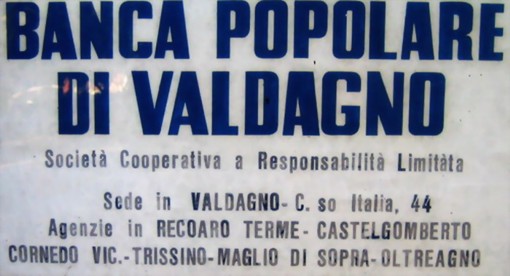 BANCA POPOLARE
DI VALDAGNO
Società Cooperativa a Responsabilità Limitàta
Sede in VALDAGNO- C. so Italia, 44
Agenzie in RECOARO TERME - CASTELGOMBERTO
CORNEDO VIC.-TRISSINO-MAGLIO DI SOPRA-OLTREAGNO